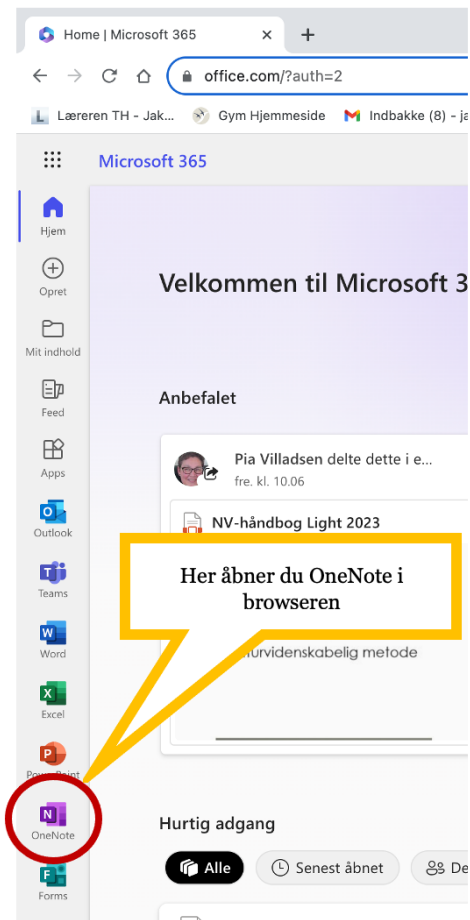 Home | Microsoft 365
office.com/?auth=2
Læreren TH - Jak...
Gym Hjemmeside
Indbakke (8) - ja
Microsoft 365
Hjem
Opret
Mit indhold
Feed
Apps
Outlook
Teams
Word
Excel
PowerPoint
OneNote
Forms
Velkommen til Microsoft 3
Anbefalet
Pia Villadsen delte dette i e...
fre. kl. 10.06
NV-håndbog Light 2023
Her åbner du OneNote i
browseren
urvidenskabelig metode
Hurtig adgang
Alle
Senest åbnet
De